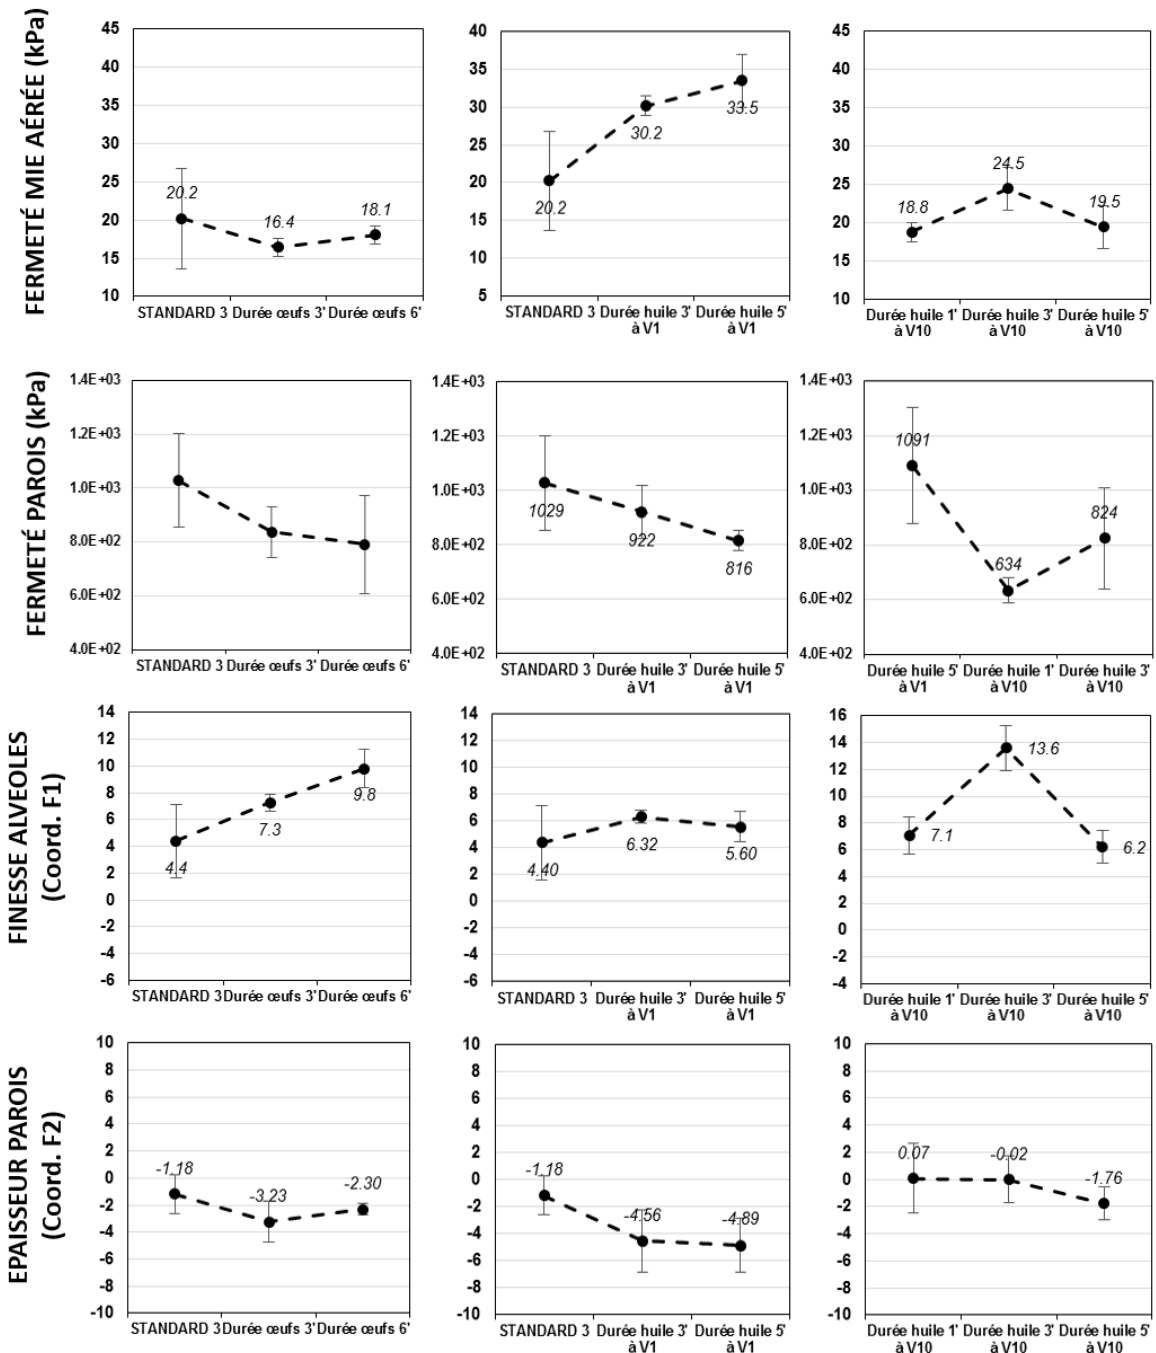 FERMETÉ MIE AÉRÉE (kPa)
45
40
35
30
25
20
15
10
20.2
16.4
18.1
STANDARD 3 Durée œufs 3' Durée œufs 6'
40
35
30
25
20
15
10
5
20.2
30.2
33.5
STANDARD 3 Durée huile 3' Durée huile 5'
à V1 à V1
45
40
35
30
25
20
15
10
18.8
24.5
19.5
Durée huile 1' Durée huile 3' Durée huile 5'
à V10 à V10 à V10
FERMETÉ PAROIS (kPa)
1.4E+03
1.2E+03
1.0E+03
8.0E+02
6.0E+02
4.0E+02
STANDARD 3 Durée œufs 3' Durée œufs 6'
1.4E+03
1.2E+03
1.0E+03
8.0E+02
6.0E+02
4.0E+02
1029
922
816
STANDARD 3 Durée huile 3' Durée huile 5'
à V1 à V1
1.4E+03
1.2E+03
1.0E+03
8.0E+02
6.0E+02
4.0E+02
1091
634
824
Durée huile 5' Durée huile 1' Durée huile 3'
à V1 à V10 à V10
FINESSE ALVEOLES
(Coord. F1)
14
12
10
8
6
4
2
0
-2
-4
-6
4.4
7.3
9.8
STANDARD 3 Durée œufs 3' Durée œufs 6'
14
12
10
8
6
4
2
0
-2
-4
-6
4.40
6.32
5.60
STANDARD 3 Durée huile 3' Durée huile 5'
à V1 à V1
16
14
12
10
8
6
4
2
0
-2
-4
7.1
13.6
6.2
Durée huile 1' Durée huile 3' Durée huile 5'
à V10 à V10 à V10
EPAISSEUR PAROIS
(Coord. F2)
10
8
6
4
2
0
-2
-4
-6
-8
-10
-1.18
-3.23
-2.30
STANDARD 3 Durée œufs 3' Durée œufs 6'
10
8
6
4
2
0
-2
-4
-6
-8
-10
-1.18
-4.56
-4.89
STANDARD 3 Durée huile 3' Durée huile 5'
à V1 à V1
10
8
6
4
2
0
-2
-4
-6
-8
-10
0.07
-0.02
-1.76
Durée huile 1' Durée huile 3' Durée huile 5'
à V10 à V10 à V10